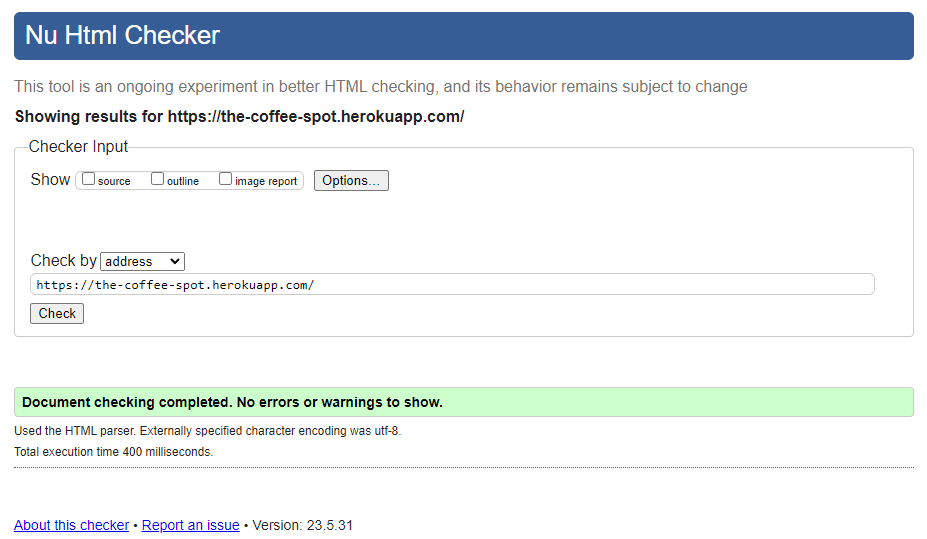 Nu Html Checker
This tool is an ongoing experiment in better HTML checking, and its behavior remains subject to change
Showing results for https://the-coffee-spot.herokuapp.com/
Checker Input
Show source outline image report Options...
Check by address
https://the-coffee-spot.herokuapp.com/
Check
Document checking completed. No errors or warnings to show.
Used the HTML parser. Externally specified character encoding was utf-8.
Total execution time 400 milliseconds.
About this checker • Report an issue • Version: 23.5.31